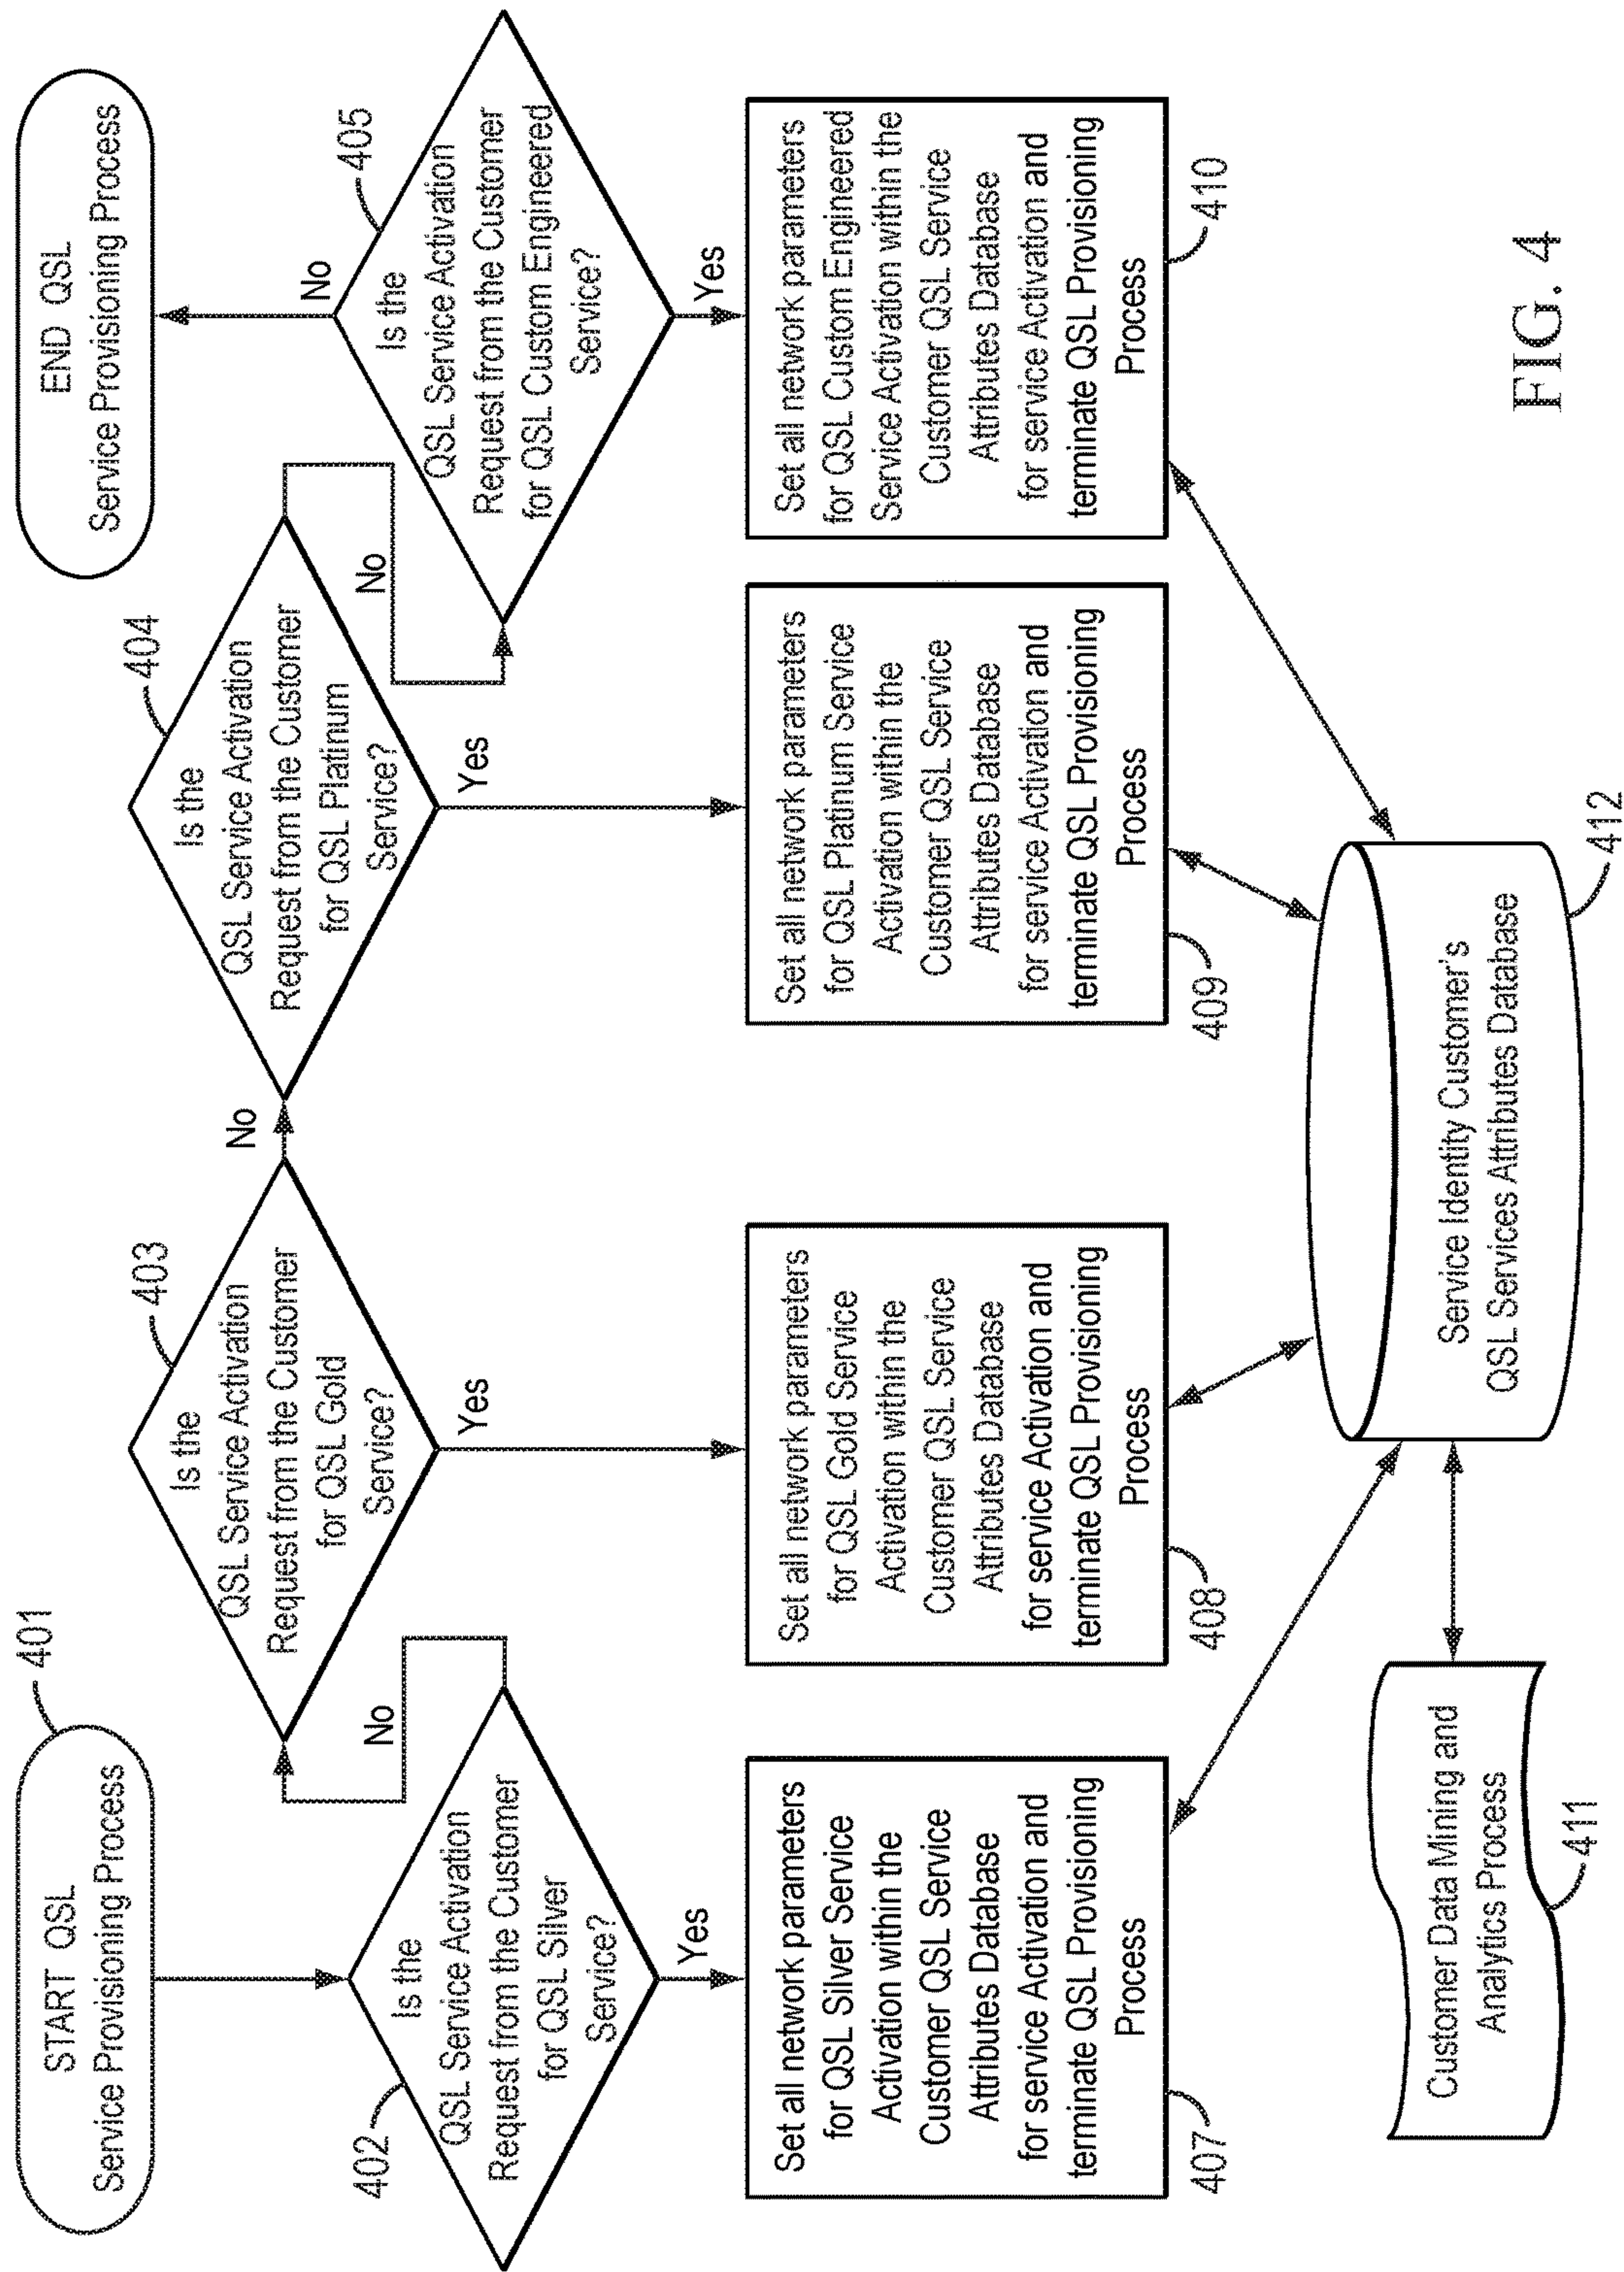 START QSL
Service Provisioning Process
401
END QSL
Service Provisioning Process
402
Is the
QSL Service Activation
Request from the Customer
for QSL Silver
Service?
No
Yes
403
Is the
QSL Service Activation
Request from the Customer
for QSL Gold
Service?
No
Yes
404
Is the
QSL Service Activation
Request from the Customer
for QSL Platinum
Service?
No
Yes
405
Is the
QSL Service Activation
Request from the Customer
for QSL Custom Engineered
Service?
No
Yes
Set all network parameters
for QSL Silver Service
Activation within the
Customer QSL Service
Attributes Database
for service Activation and
terminate QSL Provisioning
Process
407
Set all network parameters
for QSL Gold Service
Activation within the
Customer QSL Service
Attributes Database
for service Activation and
terminate QSL Provisioning
Process
408
Set all network parameters
for QSL Platinum Service
Activation within the
Customer QSL Service
Attributes Database
for service Activation and
terminate QSL Provisioning
Process
409
Set all network parameters
for QSL Custom Engineered
Service Activation within the
Customer QSL Service
Attributes Database
for service Activation and
terminate QSL Provisioning
Process
410
Customer Data Mining and
Analytics Process
411
Service Identity Customer's
QSL Services Attributes Database
412
FIG. 4